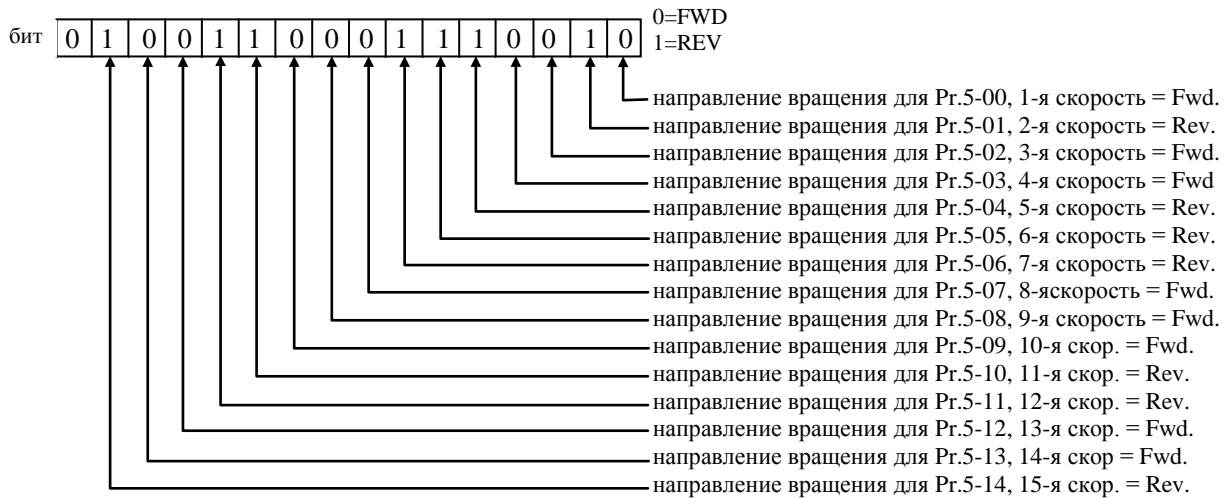 0=FWD
бит 0 1 0 0 1 1 0 0 0 1 1 1 0 0 1 0 1=REV
направление вращения для Pr.5-00, 1-я скорость = Fwd.
направление вращения для Pr.5-01, 2-я скорость = Rev.
направление вращения для Pr.5-02, 3-я скорость = Fwd.
направление вращения для Pr.5-03, 4-я скорость = Fwd
направление вращения для Pr.5-04, 5-я скорость = Rev.
направление вращения для Pr.5-05, 6-я скорость = Rev.
направление вращения для Pr.5-06, 7-я скорость = Rev.
направление вращения для Pr.5-07, 8-яскорость = Fwd.
направление вращения для Pr.5-08, 9-я скорость = Fwd.
направление вращения для Pr.5-09, 10-я скор. = Fwd.
направление вращения для Pr.5-10, 11-я скор. = Rev.
направление вращения для Pr.5-11, 12-я скор. = Rev.
направление вращения для Pr.5-12, 13-я скор. = Fwd.
направление вращения для Pr.5-13, 14-я скор = Fwd.
направление вращения для Pr.5-14, 15-я скор. = Rev.